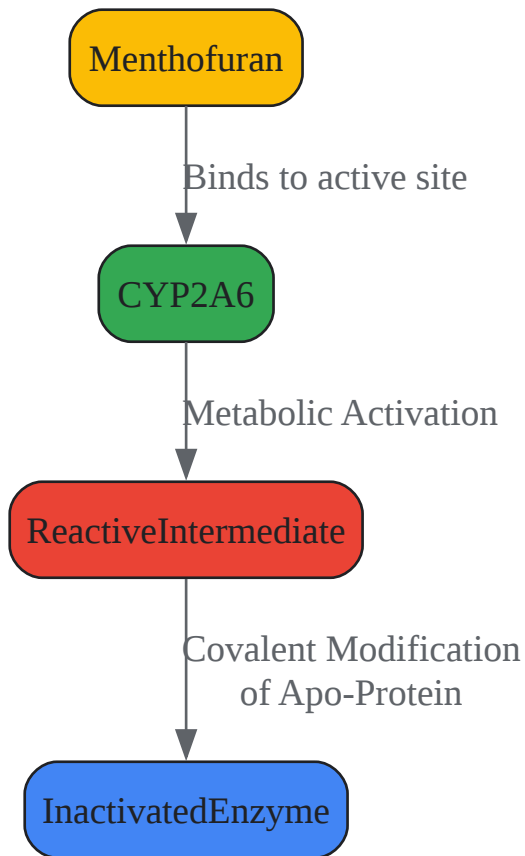 Menthofuran
Binds to active site
CYP2A6
Metabolic Activation
ReactiveIntermediate
Covalent Modification
of Apo-Protein
InactivatedEnzyme